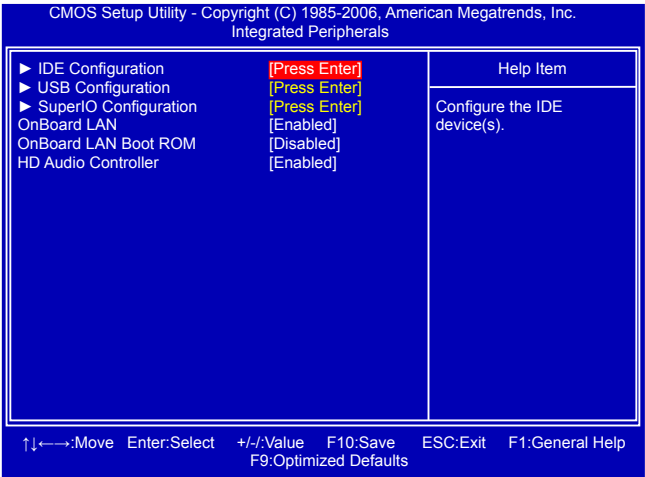 CMOS Setup Utility - Copyright (C) 1985-2006, American Megatrends, Inc.
Integrated Peripherals
► IDE Configuration [Press Enter]
► USB Configuration [Press Enter]
► SuperIO Configuration [Press Enter]
OnBoard LAN [Enabled]
OnBoard LAN Boot ROM [Disabled]
HD Audio Controller [Enabled]
Help Item
Configure the IDE
device(s).
↑↓←→:Move Enter:Select +/-/:Value F10:Save ESC:Exit F1:General Help
F9:Optimized Defaults